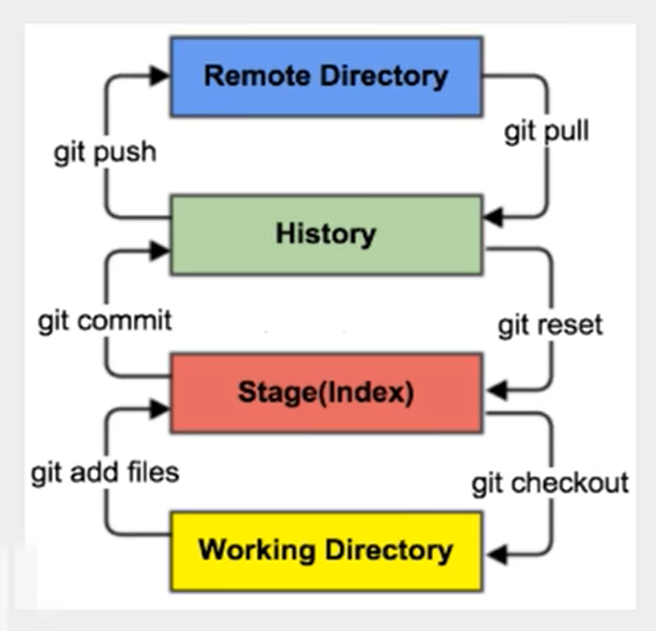 Remote Directory
git pull
git push
History
git commit
git reset
Stage(Index)
git add files
git checkout
Working Directory